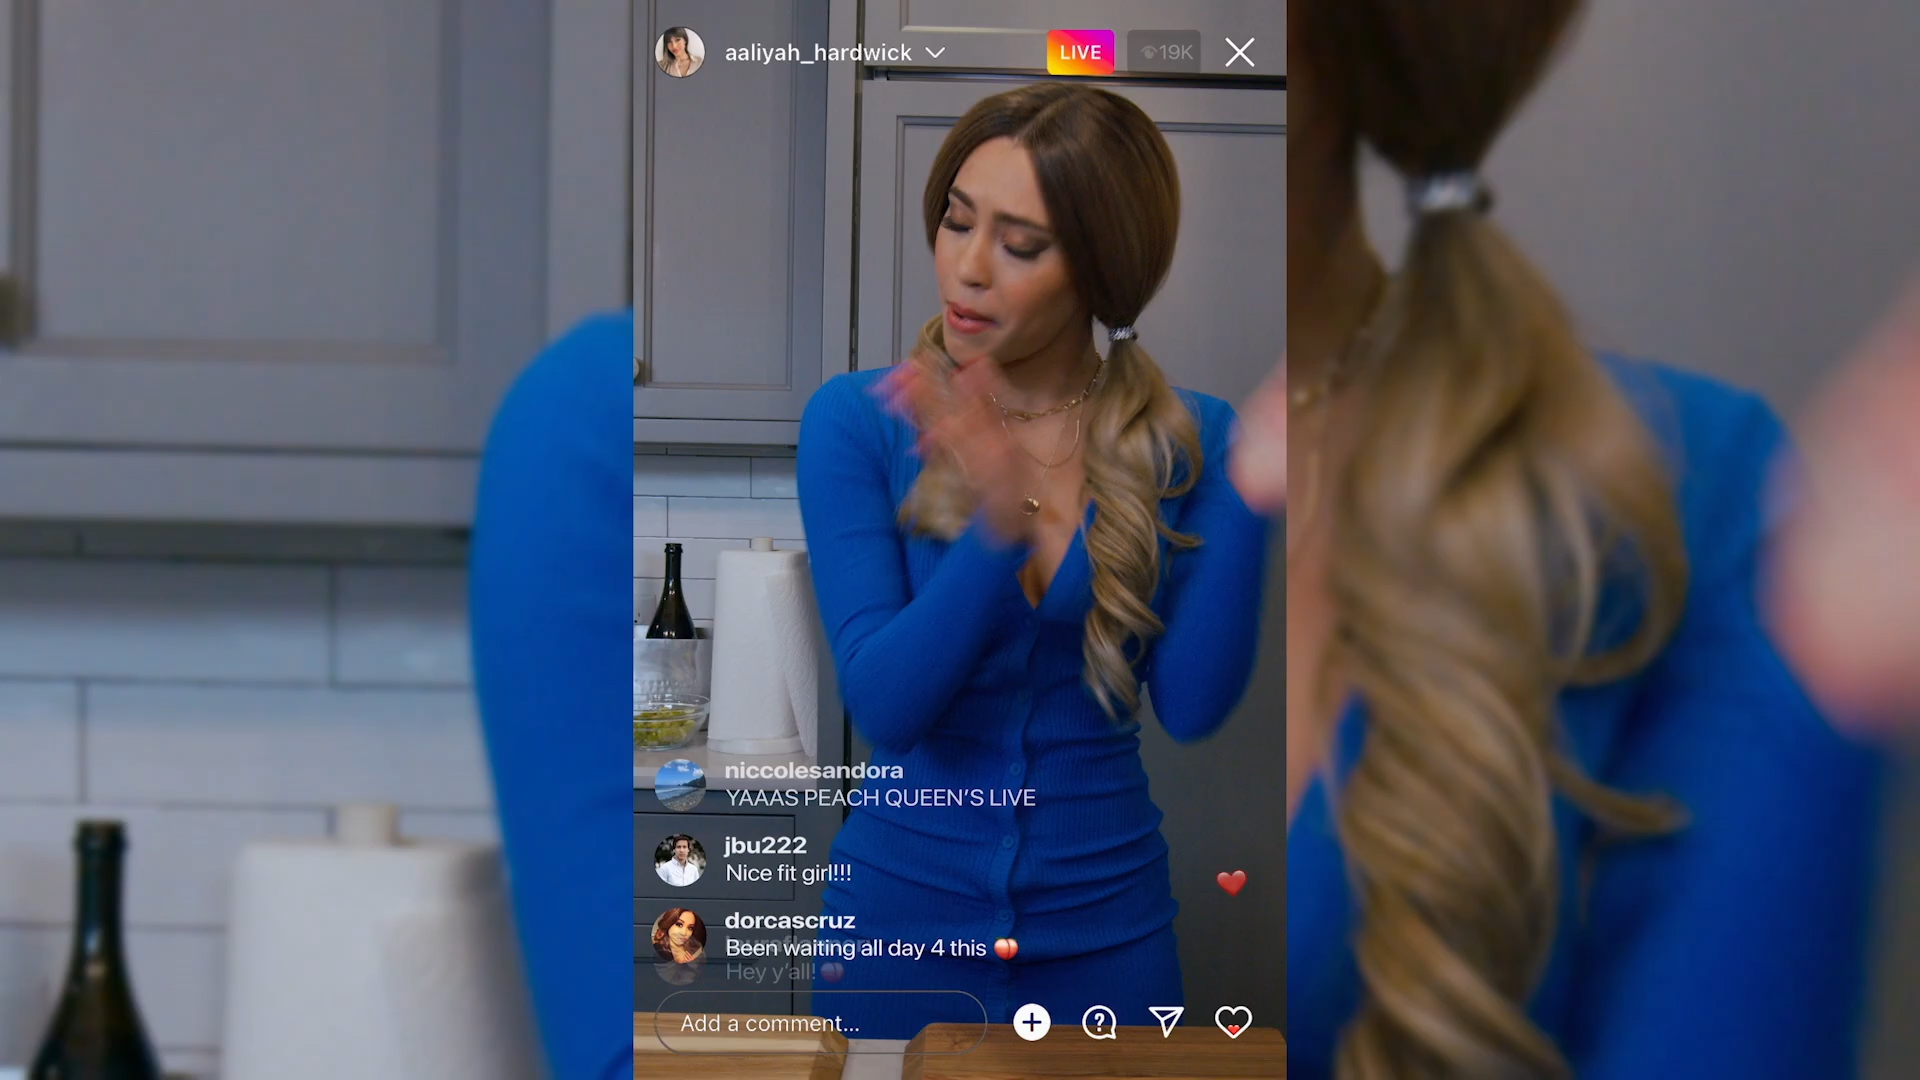 aaliyah_hardwick
LIVE
19K
niccolesandora
YAAAS PEACH QUEEN'S LIVE
jbu222
Nice fit girl!!!
dorcascruz
Been waiting all day 4 this 🍑
Hey y'all! 🍑
Add a comment...